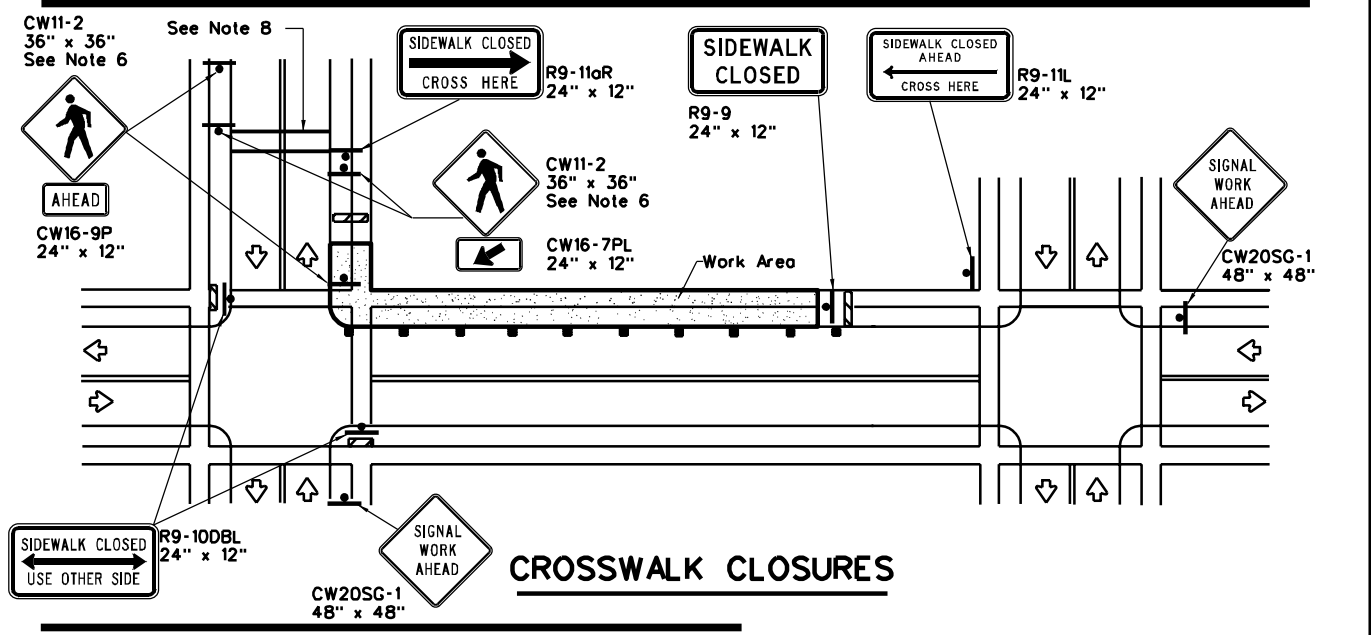 CW11-2
36" x 36"
See Note 6
See Note 8
SIDEWALK CLOSED
CROSS HERE
R9-11aR
24" x 12"
SIDEWALK
CLOSED
R9-9
24" x 12"
SIDEWALK CLOSED
AHEAD
CROSS HERE
R9-11L
24" x 12"
AHEAD
CW16-9P
24" x 12"
CW11-2
36" x 36"
See Note 6
CW16-7PL
24" x 12"
Work Area
SIGNAL
WORK
AHEAD
CW20SG-1
48" x 48"
SIDEWALK CLOSED
USE OTHER SIDE
R9-10DBL
24" x 12"
SIGNAL
WORK
AHEAD
CW20SG-1
48" x 48"
CROSSWALK CLOSURES